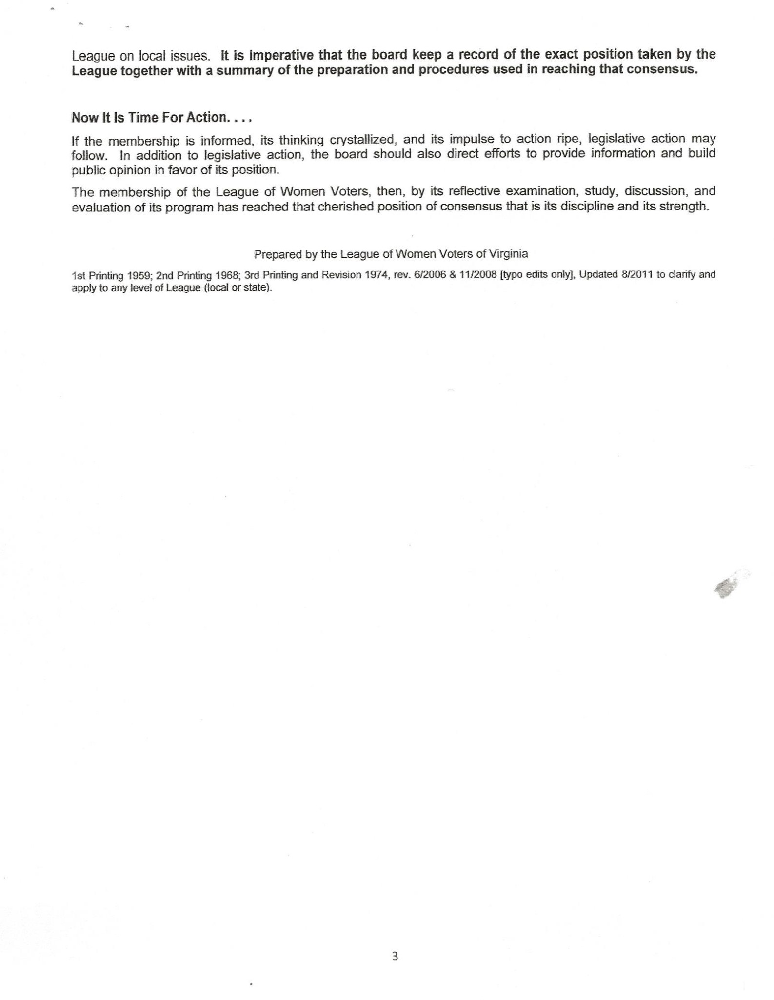 League on local issues.  It is imperative that the board keep a record of the exact position taken by the
League together with a summary of the preparation and procedures used in reaching that consensus.
Now It Is Time For Action. . . .
If the membership is informed, its thinking crystallized, and its impulse to action ripe, legislative action may
follow.  In addition to legislative action, the board should also direct efforts to provide information and build
public opinion in favor of its position.
The membership of the League of Women Voters, then, by its reflective examination, study, discussion, and
evaluation of its program has reached that cherished position of consensus that is its discipline and its strength.
Prepared by the League of Women Voters of Virginia
1st Printing 1959; 2nd Printing 1968; 3rd Printing and Revision 1974, rev. 6/2006 & 11/2008 [typo edits only], Updated 8/2011 to clarify and
apply to any level of League (local or state).
3